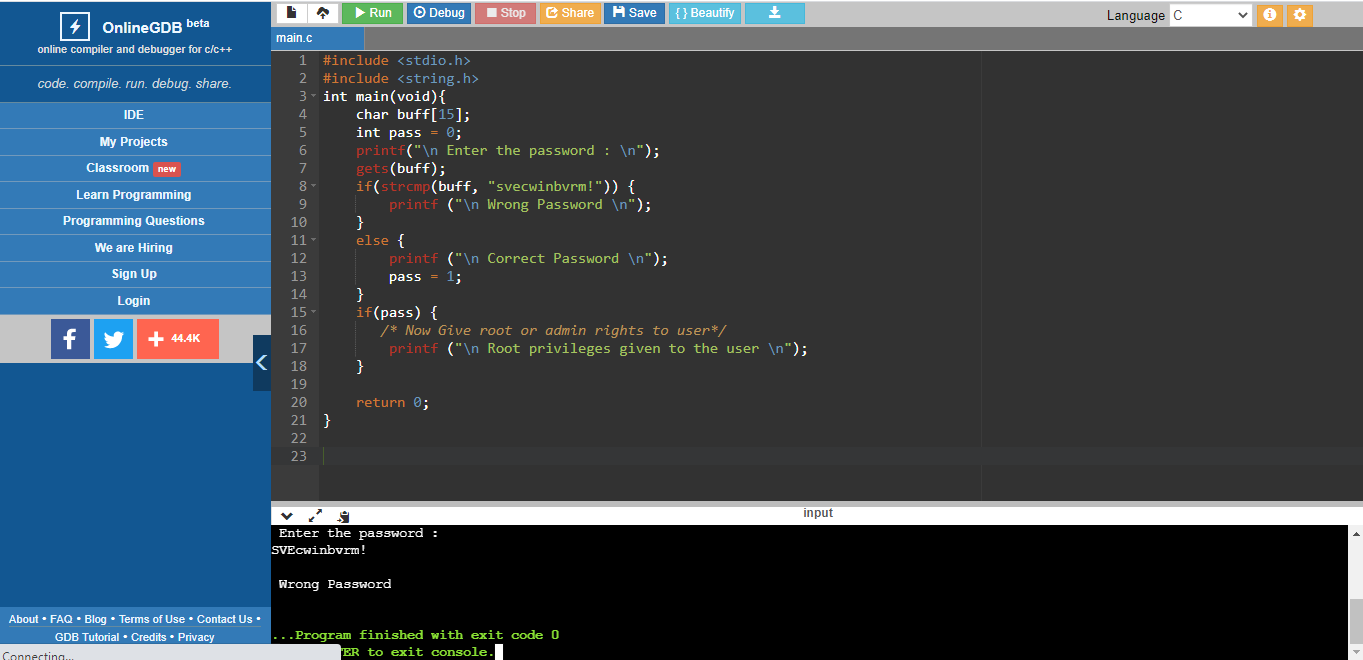 OnlineGDB beta
online compiler and debugger for c/c++
code. compile. run. debug. share.
IDE
My Projects
Classroom new
Learn Programming
Programming Questions
We are Hiring
Sign Up
Login
44.4K
About • FAQ • Blog • Terms of Use • Contact Us •
GDB Tutorial • Credits • Privacy
Connecting...
Run Debug Stop Share Save { } Beautify
Language C
main.c
1 #include <stdio.h>
2 #include <string.h>
3 int main(void){
4 char buff[15];
5 int pass = 0;
6 printf("\n Enter the password : \n");
7 gets(buff);
8 if(strcmp(buff, "svecwinbvrm!")) {
9 printf ("\n Wrong Password \n");
10 }
11 else {
12 printf ("\n Correct Password \n");
13 pass = 1;
14 }
15 if(pass) {
16 /* Now Give root or admin rights to user*/
17 printf ("\n Root privileges given to the user \n");
18 }
19
20 return 0;
21 }
22
23
input
Enter the password :
SVEcwinbvrm!
Wrong Password
...Program finished with exit code 0
ER to exit console.